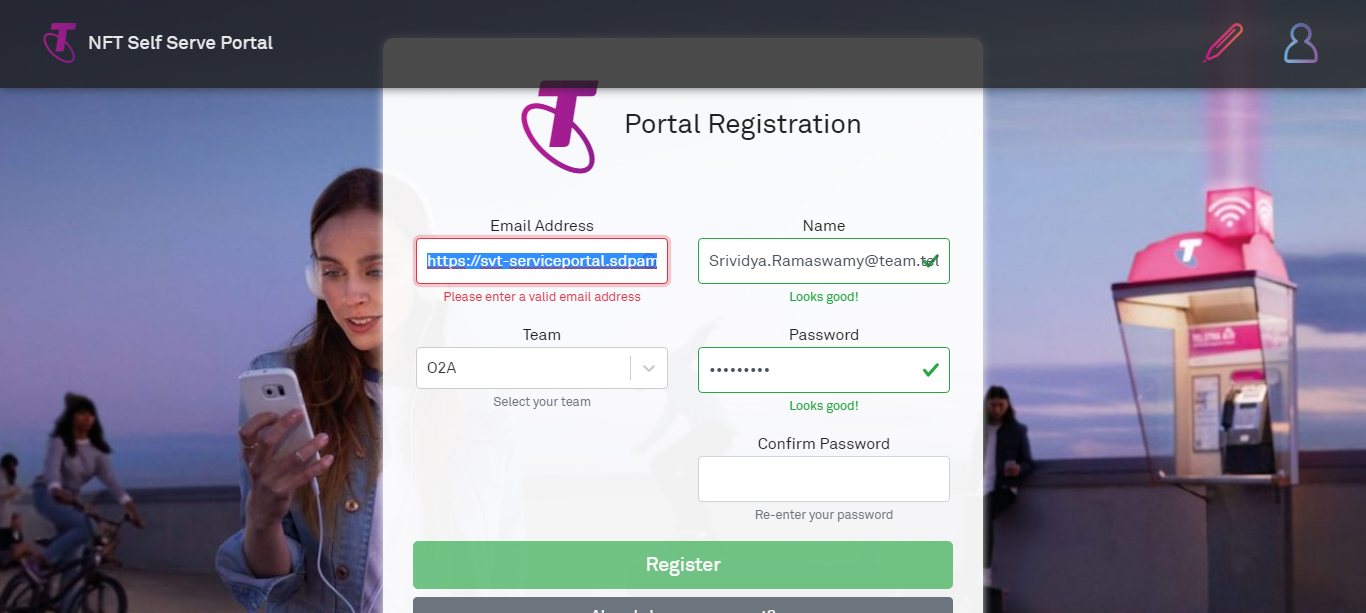 NFT Self Serve Portal
Portal Registration
Email Address
Name
https://svt-serviceportal.sdpam
Srividya.Ramaswamy@team.tel
Please enter a valid email address
Looks good!
Team
Password
O2A
•••••••••
Select your team
Looks good!
Confirm Password
Re-enter your password
Register